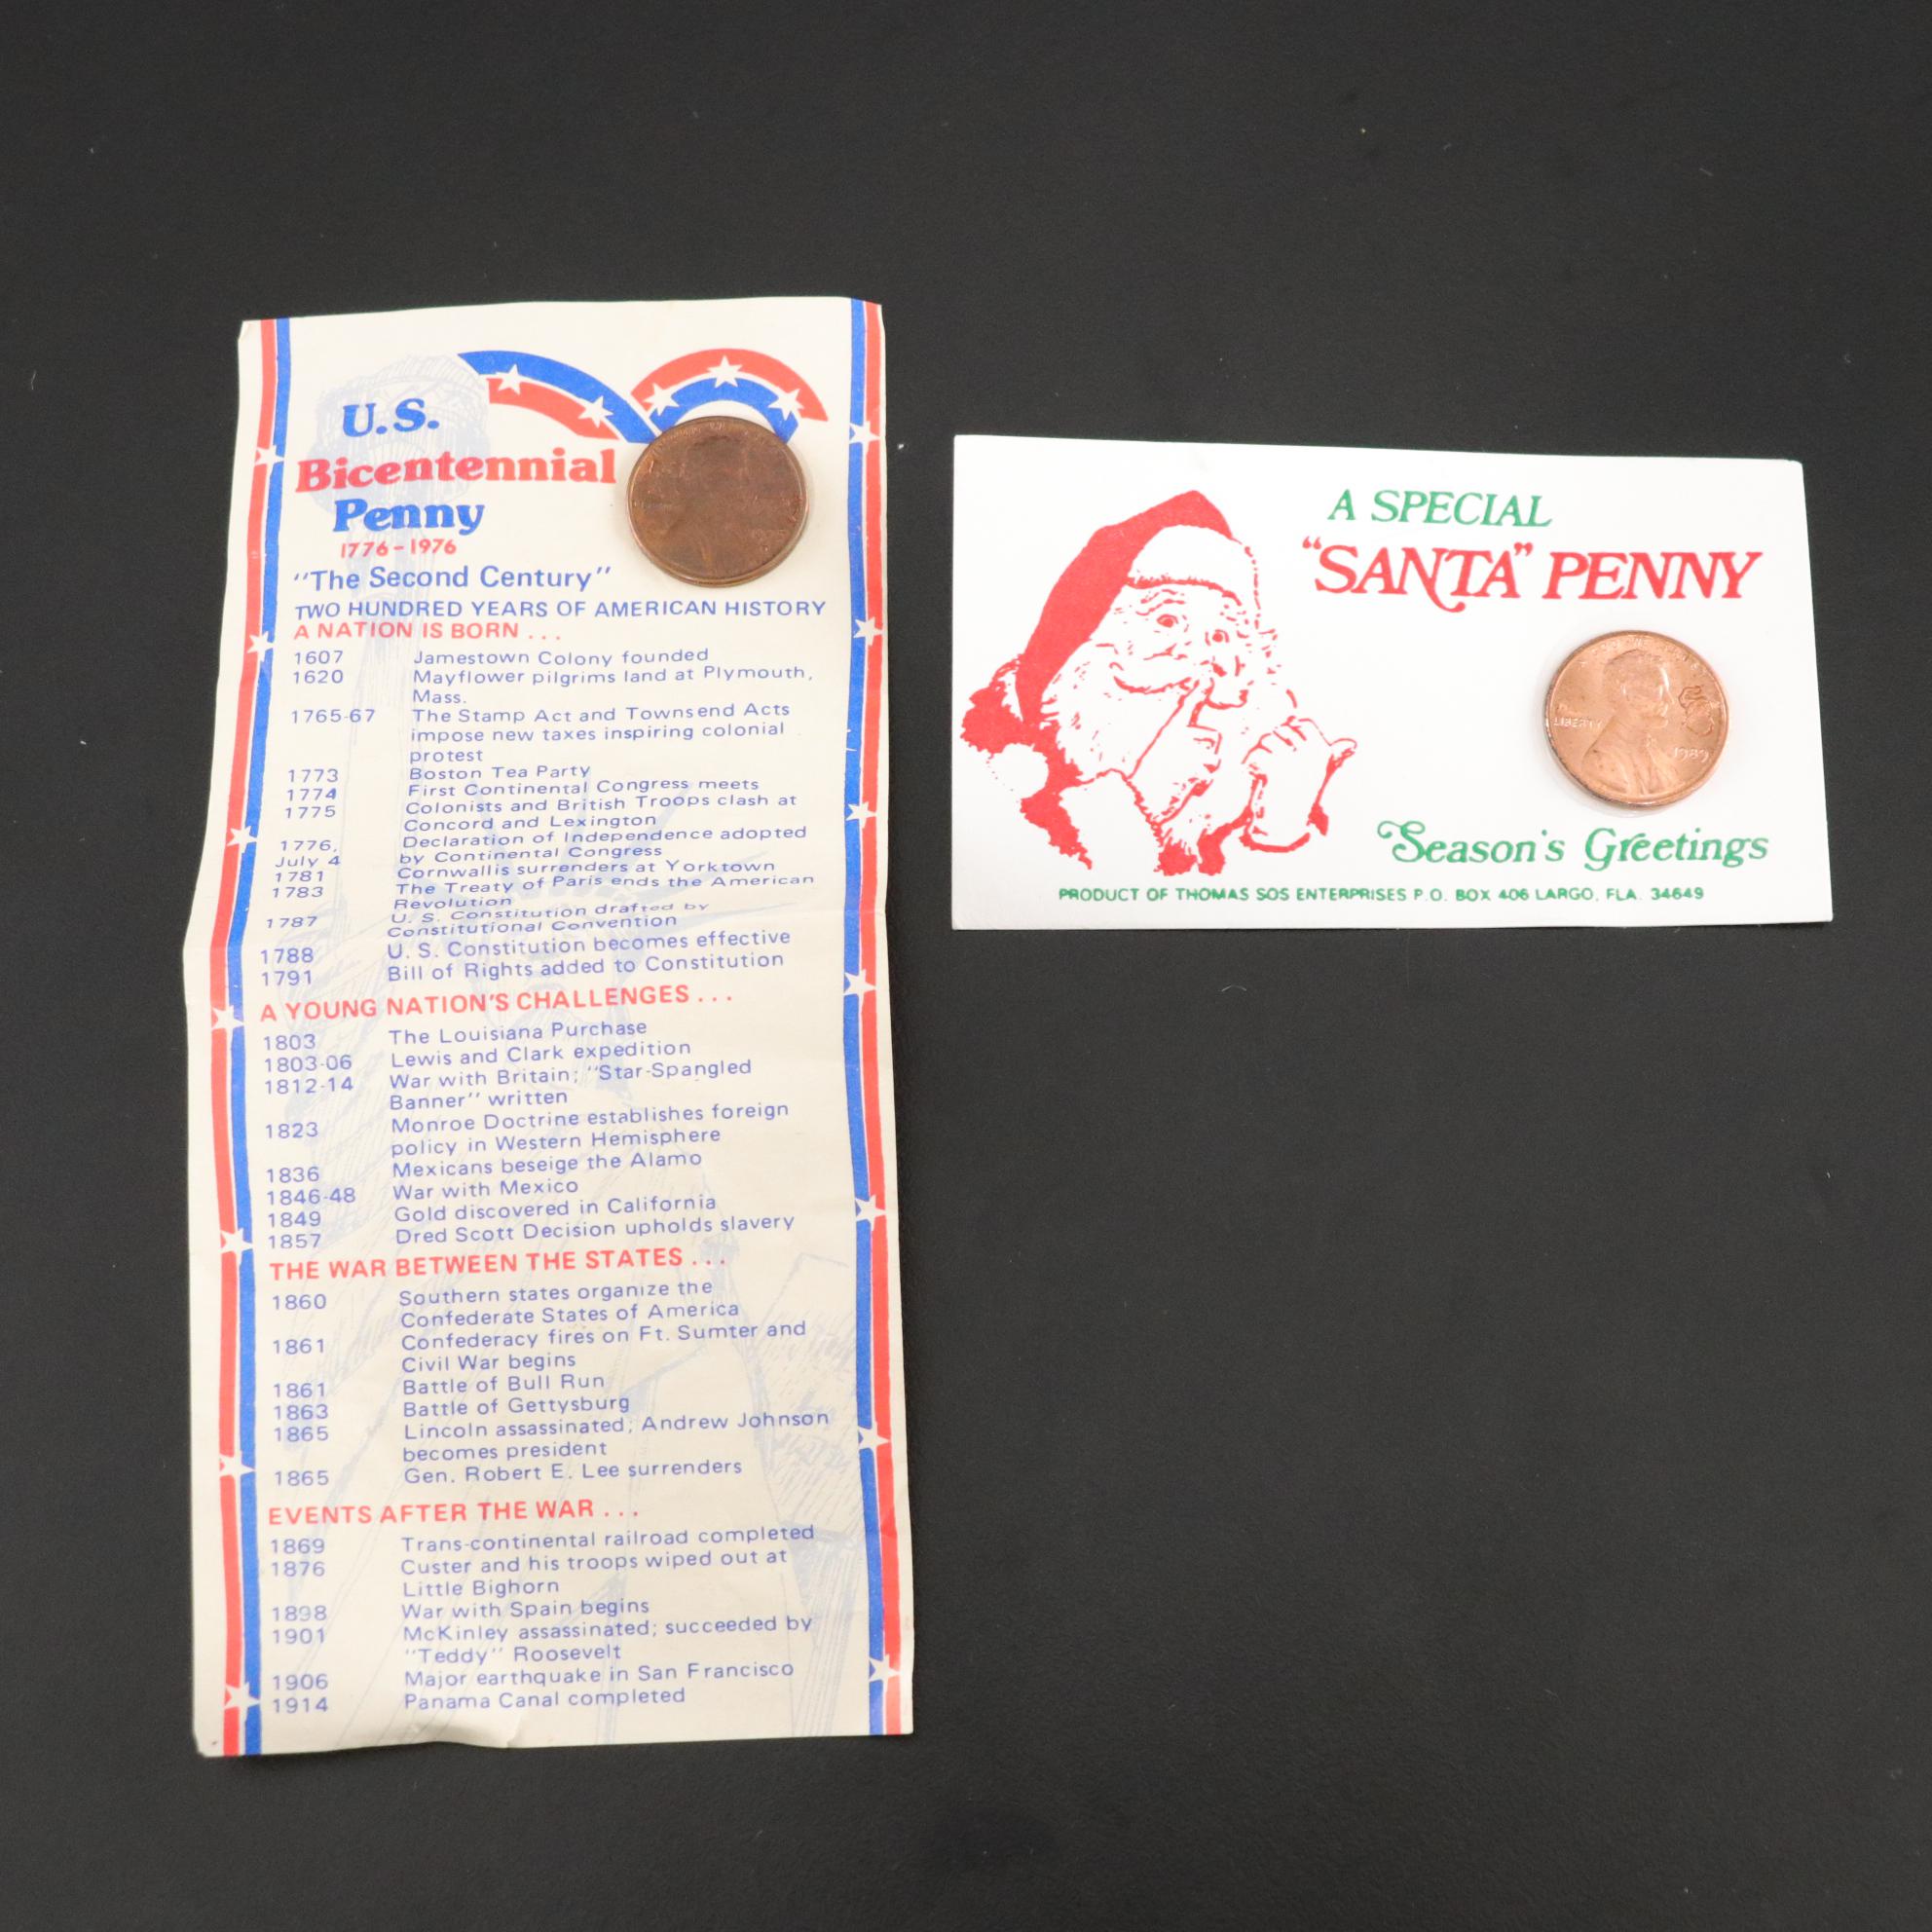 U.S.
Bicentennial
Penny
1776-1976
"The Second Century"
TWO HUNDRED YEARS OF AMERICAN HISTORY
A NATION IS BORN . . .
1607 Jamestown Colony founded
1620 Mayflower pilgrims land at Plymouth,
Mass.
1765-67 The Stamp Act and Townsend Acts
impose new taxes inspiring colonial
protest
1773 Boston Tea Party
1774 First Continental Congress meets
1775 Colonists and British Troops clash at
Concord and Lexington
1776, Declaration of Independence adopted
July 4 by Continental Congress
1781 Cornwallis surrenders at Yorktown
1783 The Treaty of Paris ends the American
Revolution
1787 U. S. Constitution drafted by
Constitutional Convention
1788 U. S. Constitution becomes effective
1791 Bill of Rights added to Constitution
A YOUNG NATION'S CHALLENGES . . .
1803 The Louisiana Purchase
1803-06 Lewis and Clark expedition
1812-14 War with Britain; "Star-Spangled
Banner" written
1823 Monroe Doctrine establishes foreign
policy in Western Hemisphere
1836 Mexicans beseige the Alamo
1846-48 War with Mexico
1849 Gold discovered in California
1857 Dred Scott Decision upholds slavery
THE WAR BETWEEN THE STATES . . .
1860 Southern states organize the
Confederate States of America
1861 Confederacy fires on Ft. Sumter and
Civil War begins
1861 Battle of Bull Run
1863 Battle of Gettysburg
1865 Lincoln assassinated; Andrew Johnson
becomes president
1865 Gen. Robert E. Lee surrenders
EVENTS AFTER THE WAR . . .
1869 Trans-continental railroad completed
1876 Custer and his troops wiped out at
Little Bighorn
1898 War with Spain begins
1901 McKinley assassinated; succeeded by
"Teddy" Roosevelt
1906 Major earthquake in San Francisco
1914 Panama Canal completed
A SPECIAL
"SANTA" PENNY
LIBERTY
1989
Season's Greetings
PRODUCT OF THOMAS SOS ENTERPRISES P.O. BOX 406 LARGO, FLA. 34649